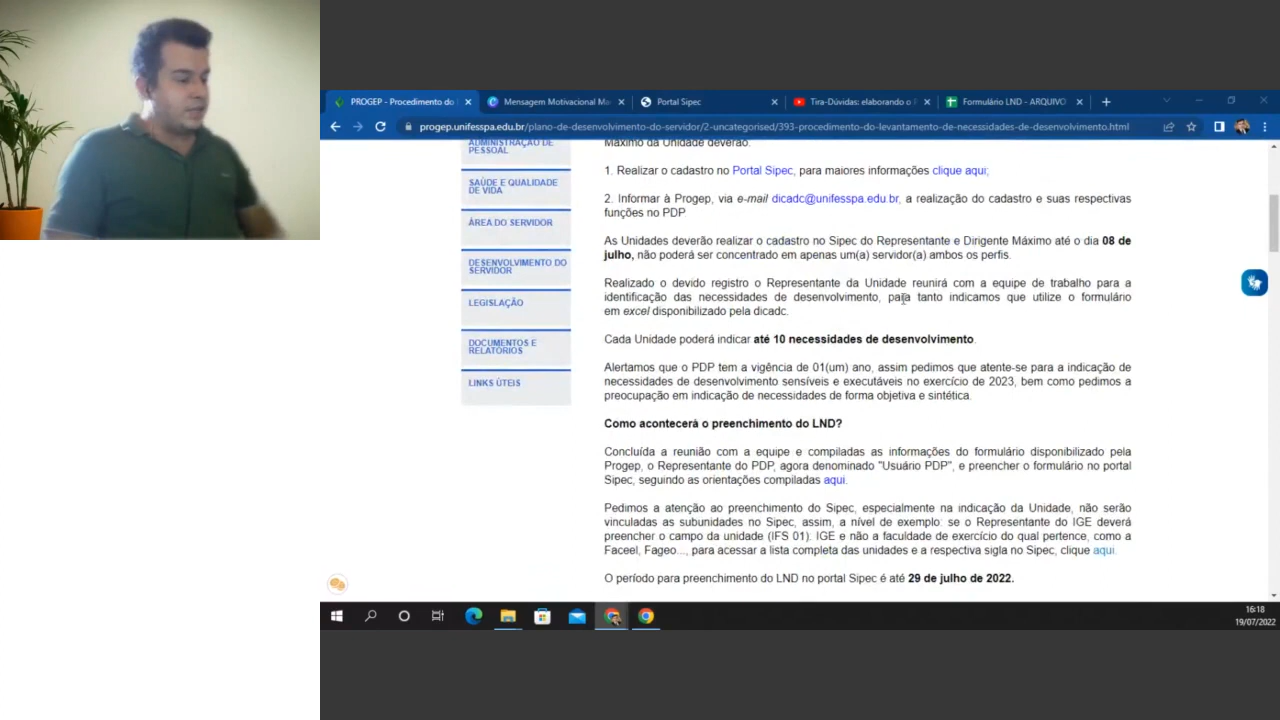 PROGEP - Procedimento do
Mensagem Motivacional Ma
Portal Sipec
Tira-Dúvidas: elaborando o
Formulário LND - ARQUIVO
progep.unifesspa.edu.br/plano-de-desenvolvimento-do-servidor/2-uncategorised/393-procedimento-do-levantamento-de-necessidades-de-desenvolvimento.html
ADMINISTRAÇÃO DE
PESSOAL
SAÚDE E QUALIDADE
DE VIDA
ÁREA DO SERVIDOR
DESENVOLVIMENTO DO
SERVIDOR
LEGISLAÇÃO
DOCUMENTOS E
RELATÓRIOS
LINKS ÚTEIS
Máximo da Unidade deverão:
1. Realizar o cadastro no Portal Sipec, para maiores informações clique aqui;
2. Informar à Progep, via e-mail dicadc@unifesspa.edu.br, a realização do cadastro e suas respectivas
funções no PDP
As Unidades deverão realizar o cadastro no Sipec do Representante e Dirigente Máximo até o dia 08 de
julho, não poderá ser concentrado em apenas um(a) servidor(a) ambos os perfis.
Realizado o devido registro o Representante da Unidade reunirá com a equipe de trabalho para a
identificação das necessidades de desenvolvimento, para tanto indicamos que utilize o formulário
em excel disponibilizado pela dicadc.
Cada Unidade poderá indicar até 10 necessidades de desenvolvimento.
Alertamos que o PDP tem a vigência de 01(um) ano, assim pedimos que atente-se para a indicação de
necessidades de desenvolvimento sensíveis e executáveis no exercício de 2023, bem como pedimos a
preocupação em indicação de necessidades de forma objetiva e sintética.
Como acontecerá o preenchimento do LND?
Concluída a reunião com a equipe e compiladas as informações do formulário disponibilizado pela
Progep, o Representante do PDP, agora denominado "Usuário PDP", e preencher o formulário no portal
Sipec, seguindo as orientações compiladas aqui.
Pedimos a atenção ao preenchimento do Sipec, especialmente na indicação da Unidade, não serão
vinculadas as subunidades no Sipec, assim, a nível de exemplo: se o Representante do IGE deverá
preencher o campo da unidade (IFS 01). IGE e não a faculdade de exercício do qual pertence, como a
Faceel, Fageo..., para acessar a lista completa das unidades e a respectiva sigla no Sipec, clique aqui.
O período para preenchimento do LND no portal Sipec é até 29 de julho de 2022.
16:18
19/07/2022